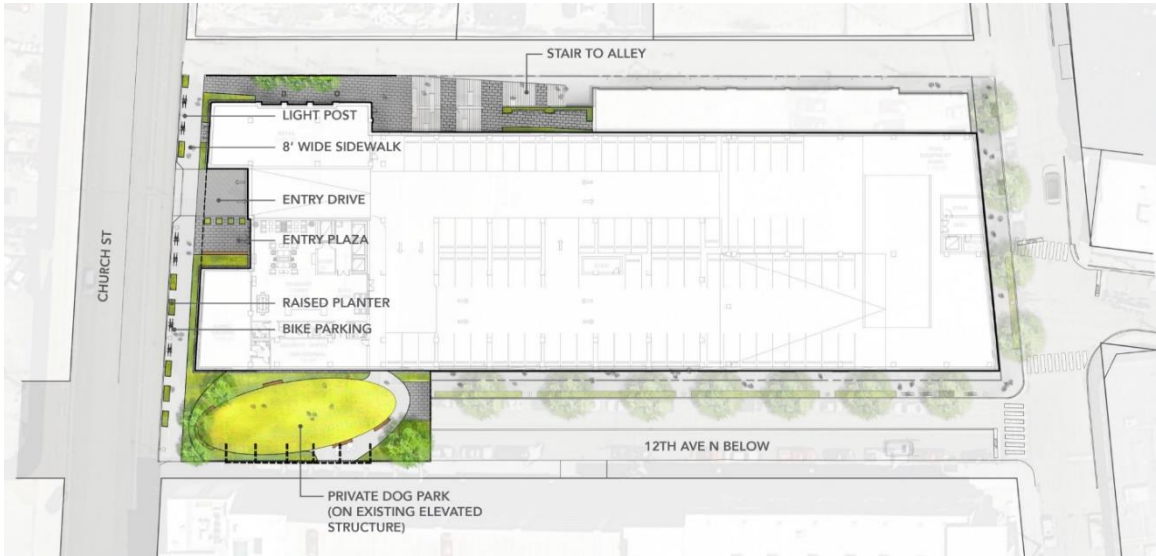 STAIR TO ALLEY
LIGHT POST
8' WIDE SIDEWALK
ENTRY DRIVE
ENTRY PLAZA
CHURCH ST
RAISED PLANTER
BIKE PARKING
12TH AVE N BELOW
PRIVATE DOG PARK
(ON EXISTING ELEVATED
STRUCTURE)